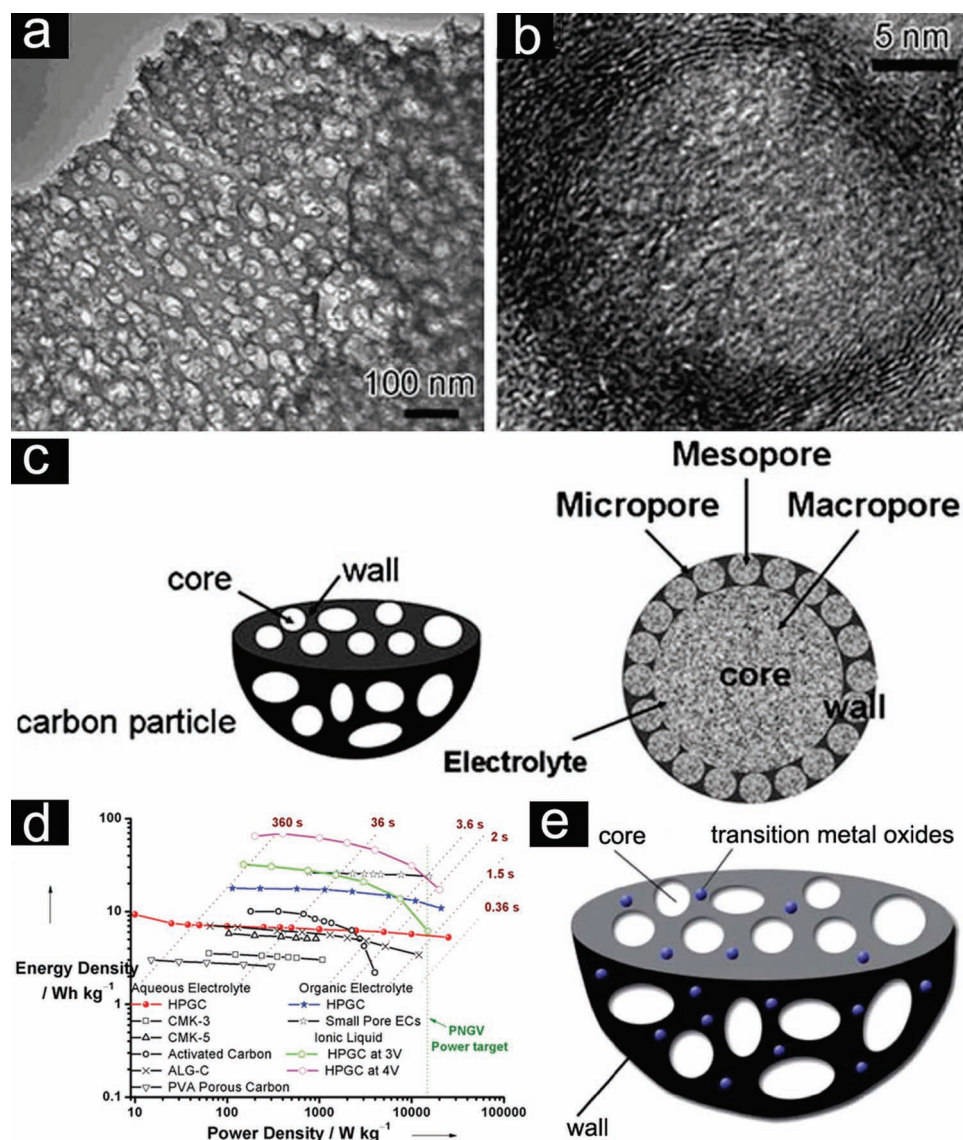 a
100 nm
b
5 nm
c
core
wall
carbon particle
Mesopore
Micropore
Macropore
core
wall
Electrolyte
d
100
10
1
0.1
Energy Density
/ Wh kg⁻¹
360 s
36 s
3.6 s
2 s
1.5 s
0.36 s
Aqueous Electrolyte
HPGC
CMK-3
CMK-5
Activated Carbon
ALG-C
PVA Porous Carbon
Organic Electrolyte
HPGC
Small Pore ECs
Ionic Liquid
HPGC at 3V
HPGC at 4V
PNGV
Power target
10
100
1000
10000
100000
Power Density / W kg⁻¹
e
core
transition metal oxides
wall